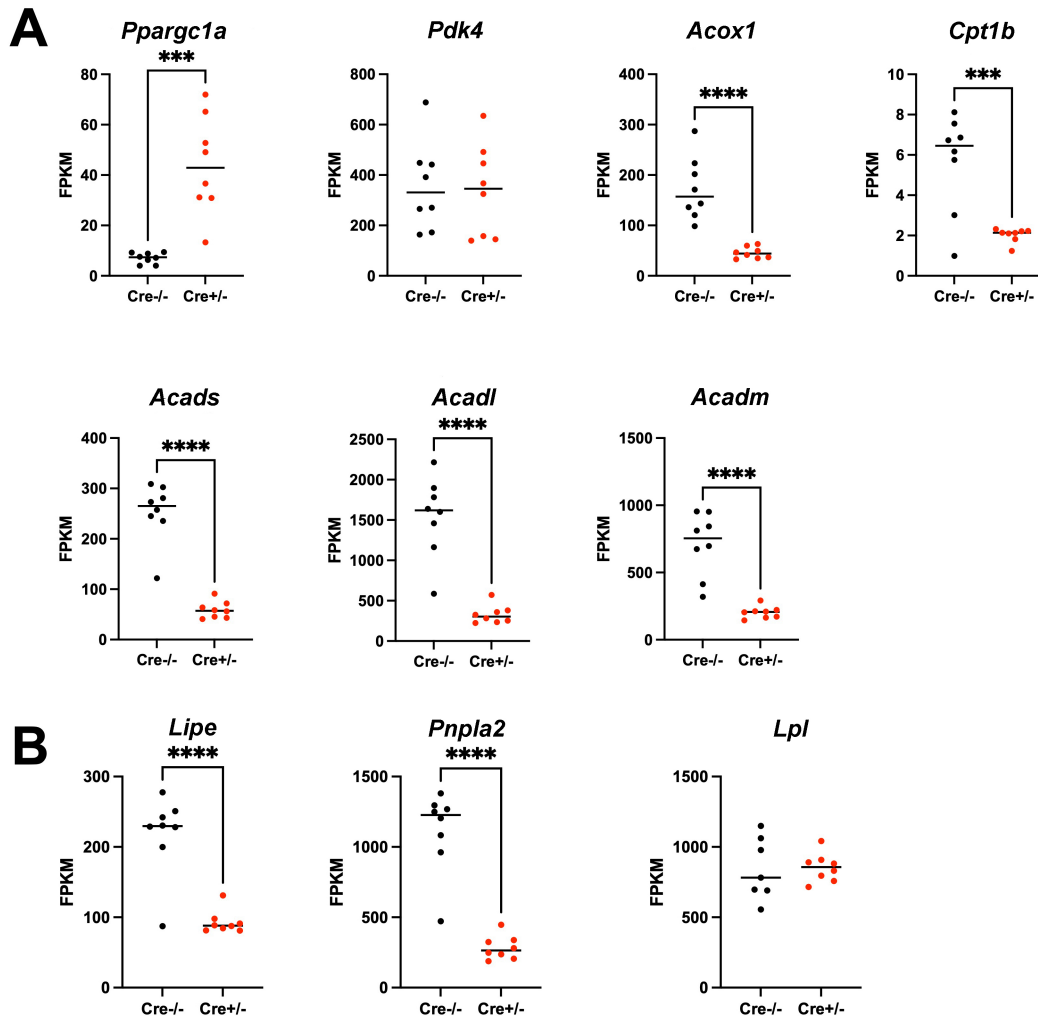 A
Ppargc1a
Pdk4
Acox1
Cpt1b
***
****
***
FPKM
80
60
40
20
0
Cre-/-
Cre+/-
FPKM
800
600
400
200
0
Cre-/-
Cre+/-
FPKM
400
300
200
100
0
Cre-/-
Cre+/-
FPKM
10
8
6
4
2
0
Cre-/-
Cre+/-
Acads
Acadl
Acadm
****
****
****
FPKM
400
300
200
100
0
Cre-/-
Cre+/-
FPKM
2500
2000
1500
1000
500
0
Cre-/-
Cre+/-
FPKM
1500
1000
500
0
Cre-/-
Cre+/-
B
Lipe
Pnpla2
Lpl
****
****
FPKM
300
200
100
0
Cre-/-
Cre+/-
FPKM
1500
1000
500
0
Cre-/-
Cre+/-
FPKM
1500
1000
500
0
Cre-/-
Cre+/-